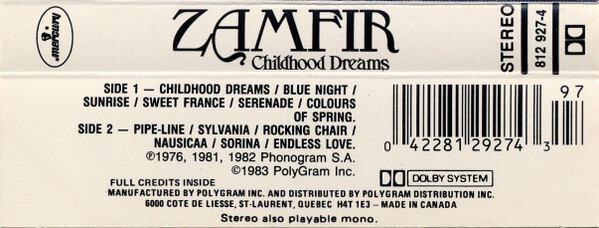 mercury
ZAMFIR
Childhood Dreams
STEREO
812 927-4
SIDE 1 — CHILDHOOD DREAMS / BLUE NIGHT /
SUNRISE / SWEET FRANCE / SERENADE / COLOURS
OF SPRING.
SIDE 2 — PIPE-LINE / SYLVANIA / ROCKING CHAIR /
NAUSICAA / SORINA / ENDLESS LOVE.
℗1976, 1981, 1982 Phonogram S.A.
©1983 PolyGram Inc.
97
0 42281 29274 3
DOLBY SYSTEM
FULL CREDITS INSIDE
MANUFACTURED BY POLYGRAM INC. AND DISTRIBUTED BY POLYGRAM DISTRIBUTION INC.
6000 COTE DE LIESSE, ST-LAURENT, QUEBEC H4T 1E3 – MADE IN CANADA
Stereo also playable mono.